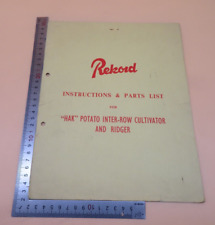 Rekord
INSTRUCTIONS & PARTS LIST
FOR
"HAK" POTATO INTER-ROW CULTIVATOR
AND RIDGER